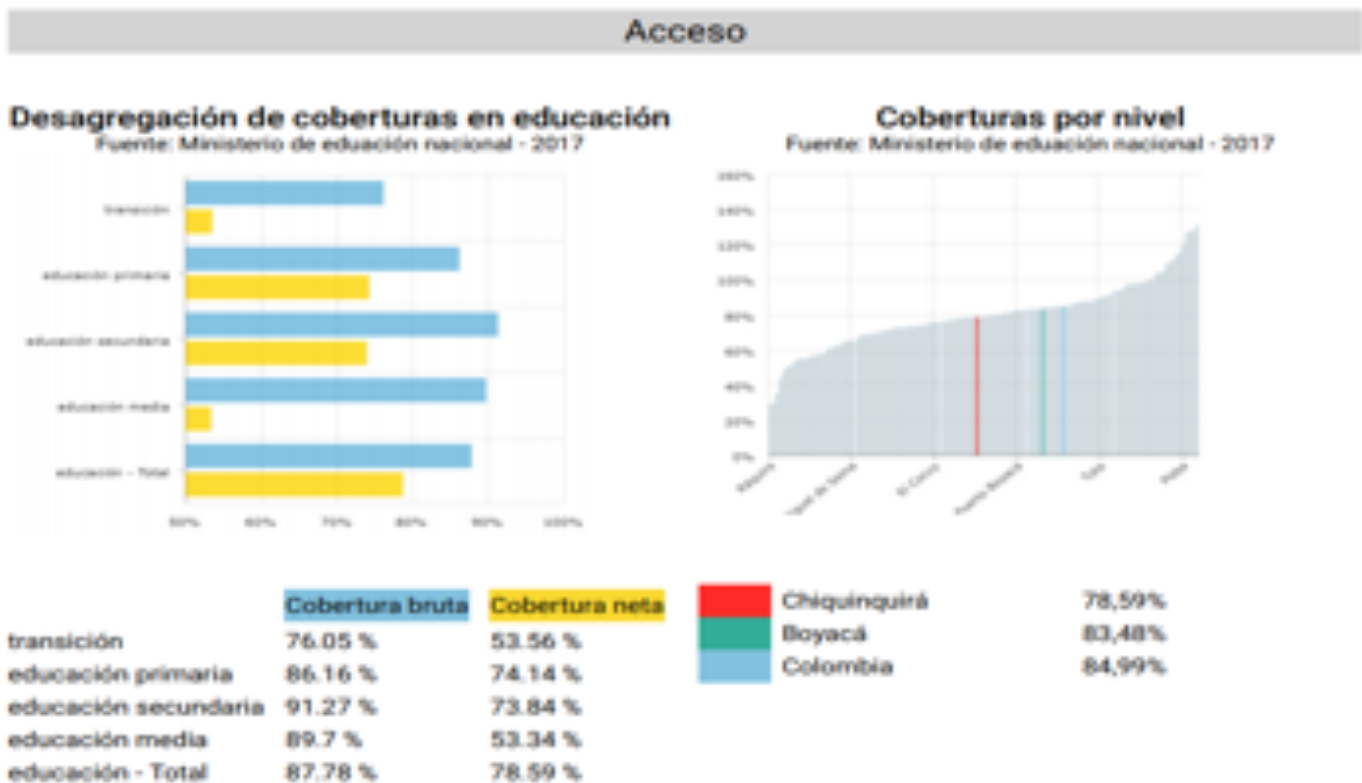 Acceso
Desagregación de coberturas en educación
Fuente: Ministerio de eduación nacional - 2017
transición
educación primaria
educación secundaria
educación media
educación - Total
50% 60% 70% 80% 90% 100%
Coberturas por nivel
Fuente: Ministerio de eduación nacional - 2017
160%
140%
120%
100%
80%
60%
40%
20%
0%
El Cocuy
Puerto Boyacá
Cobertura bruta Cobertura neta
transición 76.05 % 53.56 %
educación primaria 86.16 % 74.14 %
educación secundaria 91.27 % 73.84 %
educación media 89.7 % 53.34 %
educación - Total 87.78 % 78.59 %
Chiquinquirá 78,59%
Boyacá 83,48%
Colombia 84,99%